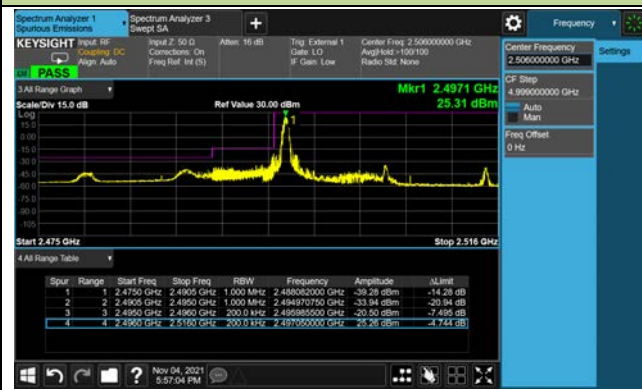 Spectrum Analyzer 1
Spurious Emissions
Spectrum Analyzer 3
Swept SA
+
Frequency
KEYSIGHT
Input: RF
Coupling: DC
Align: Auto
Input Z: 50 Ω
Corrections: On
Freq Ref: Int (S)
Atten: 16 dB
Trig: External 1
Gate: LO
IF Gain: Low
Center Freq: 2.506000000 GHz
Avg|Hold:>100/100
Radio Std: None
PASS
Center Frequency
2.506000000 GHz
Settings
CF Step
4.999000000 GHz
Auto
Man
Freq Offset
0 Hz
3 All Range Graph
Mkr1 2.4971 GHz
25.31 dBm
Scale/Div 15.0 dB
Ref Value 30.00 dBm
Log
15.0
0.00
-15.0
-30.0
-45.0
-60.0
-75.0
-90.0
-105
1
Start 2.475 GHz
Stop 2.516 GHz
4 All Range Table
Spur Range Start Freq Stop Freq RBW Frequency Amplitude ΔLimit
1 1 2.4750 GHz 2.4905 GHz 1.000 MHz 2.488082000 GHz -39.28 dBm -14.28 dB
2 2 2.4905 GHz 2.4950 GHz 1.000 MHz 2.494970750 GHz -33.94 dBm -20.94 dB
3 3 2.4950 GHz 2.4960 GHz 200.0 kHz 2.495985500 GHz -20.50 dBm -7.495 dB
4 4 2.4960 GHz 2.5160 GHz 200.0 kHz 2.497050000 GHz 25.26 dBm -4.744 dB
?
Nov 04, 2021
5:57:04 PM